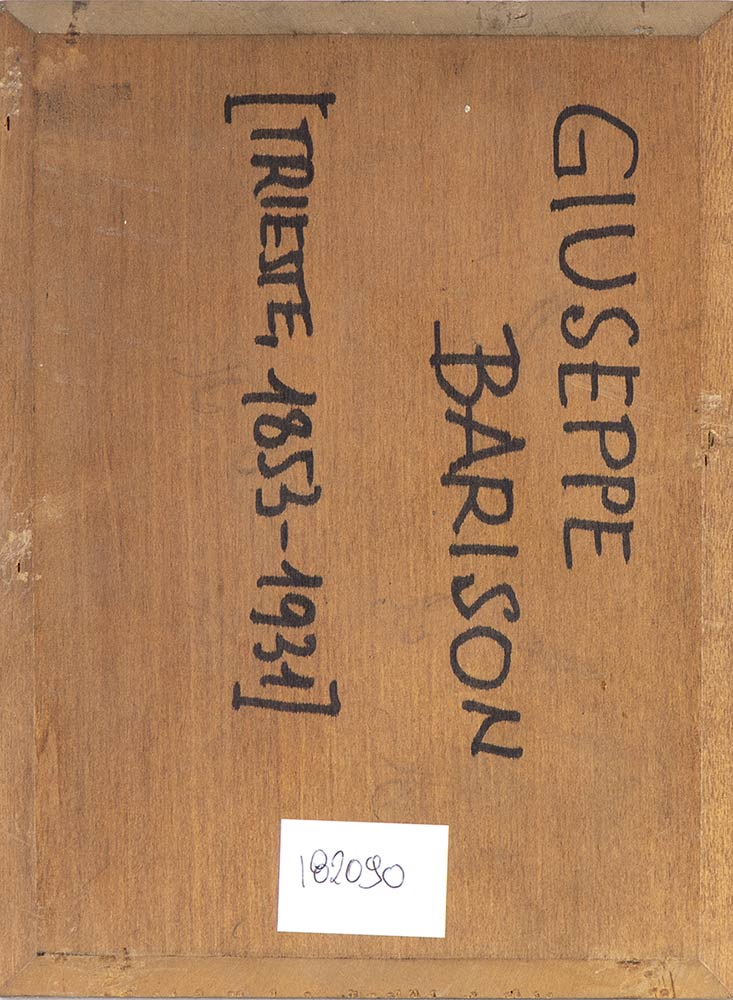 GIUSEPPE
BARISON
[TRIESTE, 1853-1931]
182090